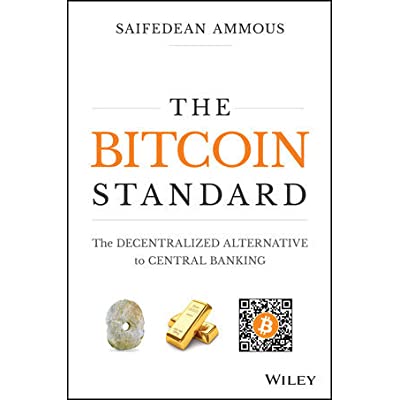 SAIFEDEAN AMMOUS
THE
BITCOIN
STANDARD
The DECENTRALIZED ALTERNATIVE
to CENTRAL BANKING
WILEY